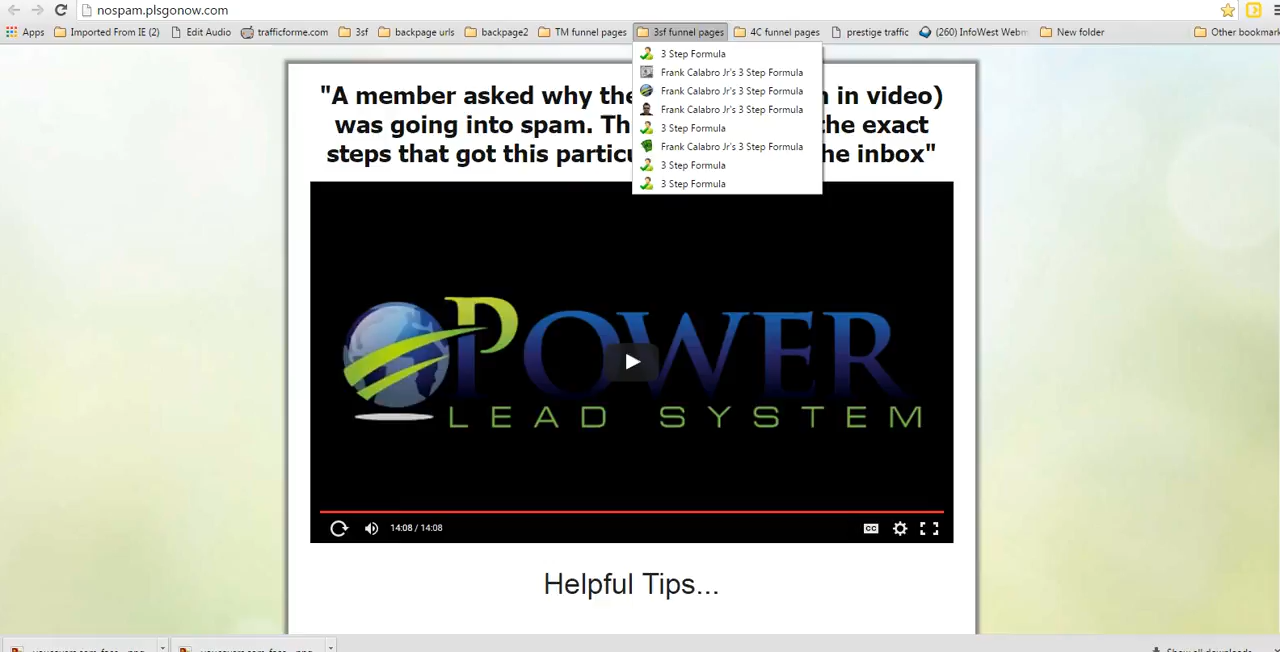 nospam.plsgonow.com
Apps Imported From IE (2) Edit Audio trafficforme.com 3sf backpage urls backpage2 TM funnel pages 3sf funnel pages 4C funnel pages prestige traffic (260) InfoWest Webm New folder Other bookmark
3 Step Formula
Frank Calabro Jr's 3 Step Formula
Frank Calabro Jr's 3 Step Formula
Frank Calabro Jr's 3 Step Formula
3 Step Formula
Frank Calabro Jr's 3 Step Formula
3 Step Formula
3 Step Formula
"A member asked why the in video)
was going into spam. Th the exact
steps that got this particu he inbox"
POWER
LEAD SYSTEM
14:08 / 14:08
CC
Helpful Tips...
Show all downloads